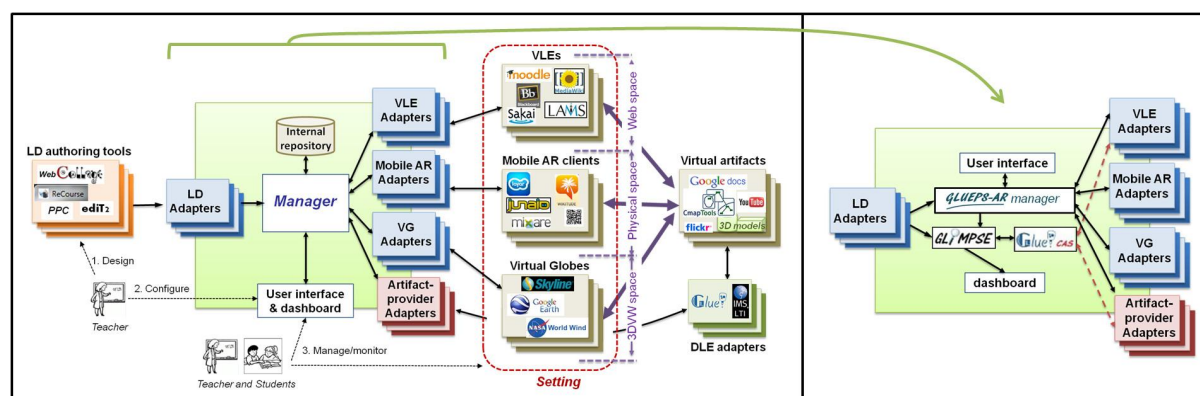 LD authoring tools
Web Collage
ReCourse
PPC
ediT2
1. Design
Teacher
2. Configure
LD
Adapters
Internal
repository
Manager
User interface
& dashboard
3. Manage/monitor
Teacher and Students
VLE
Adapters
Mobile AR
Adapters
VG
Adapters
Artifact-
provider
Adapters
VLEs
moodle
Bb
Blackboard
MediaWiki
Sakai
LAMS
Mobile AR clients
layar
junaio
mixare
Virtual Globes
Skyline
Google
Earth
NASA
World Wind
Setting
Web space
Physical space
3DVW space
Virtual artifacts
Google docs
CmapTools
YouTube
flickr
3D models
GLUE!
IMS
LTI
DLE adapters
LD
Adapters
User interface
GLUEPS-AR manager
GLiMPSE
GLUE!
CAS
dashboard
VLE
Adapters
Mobile AR
Adapters
VG
Adapters
Artifact-
provider
Adapters